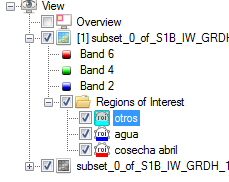 View
Overview
[1] subset_0_of_S1B_IW_GRDH
Band 6
Band 4
Band 2
Regions of Interest
roi otros
roi agua
roi cosecha abril
subset_0_of_S1B_IW_GRDH_1